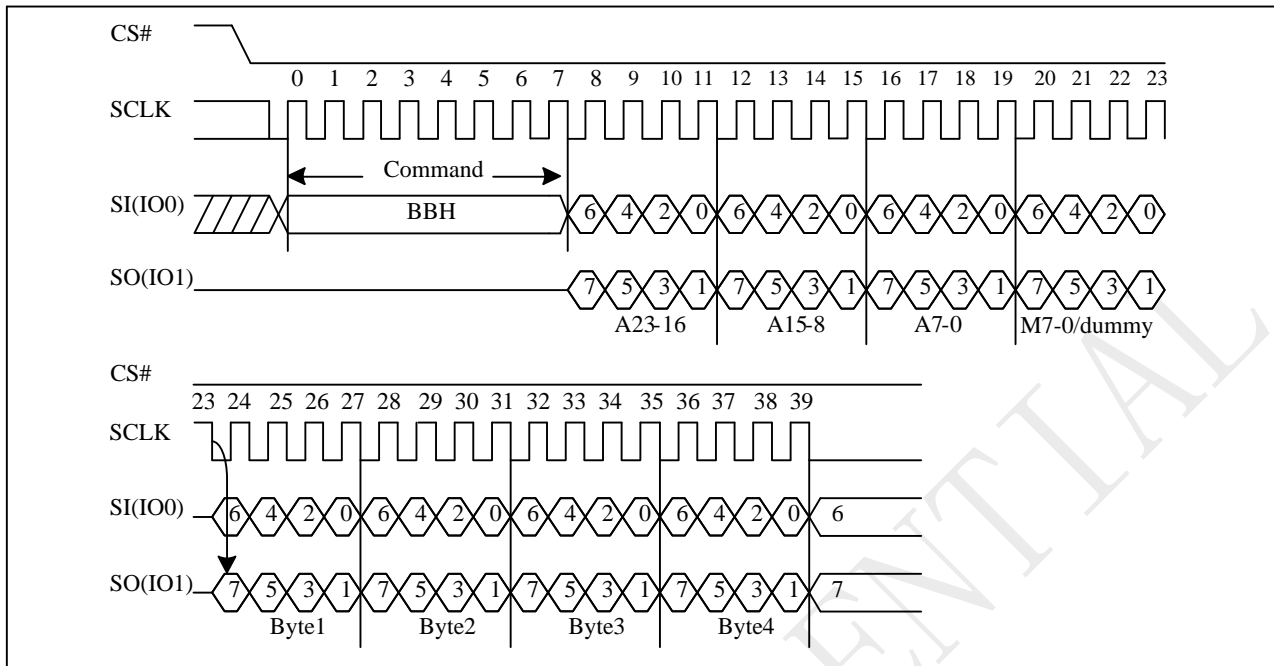 CS#
0 1 2 3 4 5 6 7 8 9 10 11 12 13 14 15 16 17 18 19 20 21 22 23
SCLK
Command
SI(IO0) BBH 6 4 2 0 6 4 2 0 6 4 2 0 6 4 2 0
SO(IO1) 7 5 3 1 7 5 3 1 7 5 3 1 7 5 3 1
A23-16 A15-8 A7-0 M7-0/dummy
CS#
23 24 25 26 27 28 29 30 31 32 33 34 35 36 37 38 39
SCLK
SI(IO0) 6 4 2 0 6 4 2 0 6 4 2 0 6 4 2 0 6
SO(IO1) 7 5 3 1 7 5 3 1 7 5 3 1 7 5 3 1 7
Byte1 Byte2 Byte3 Byte4
ENTIAL